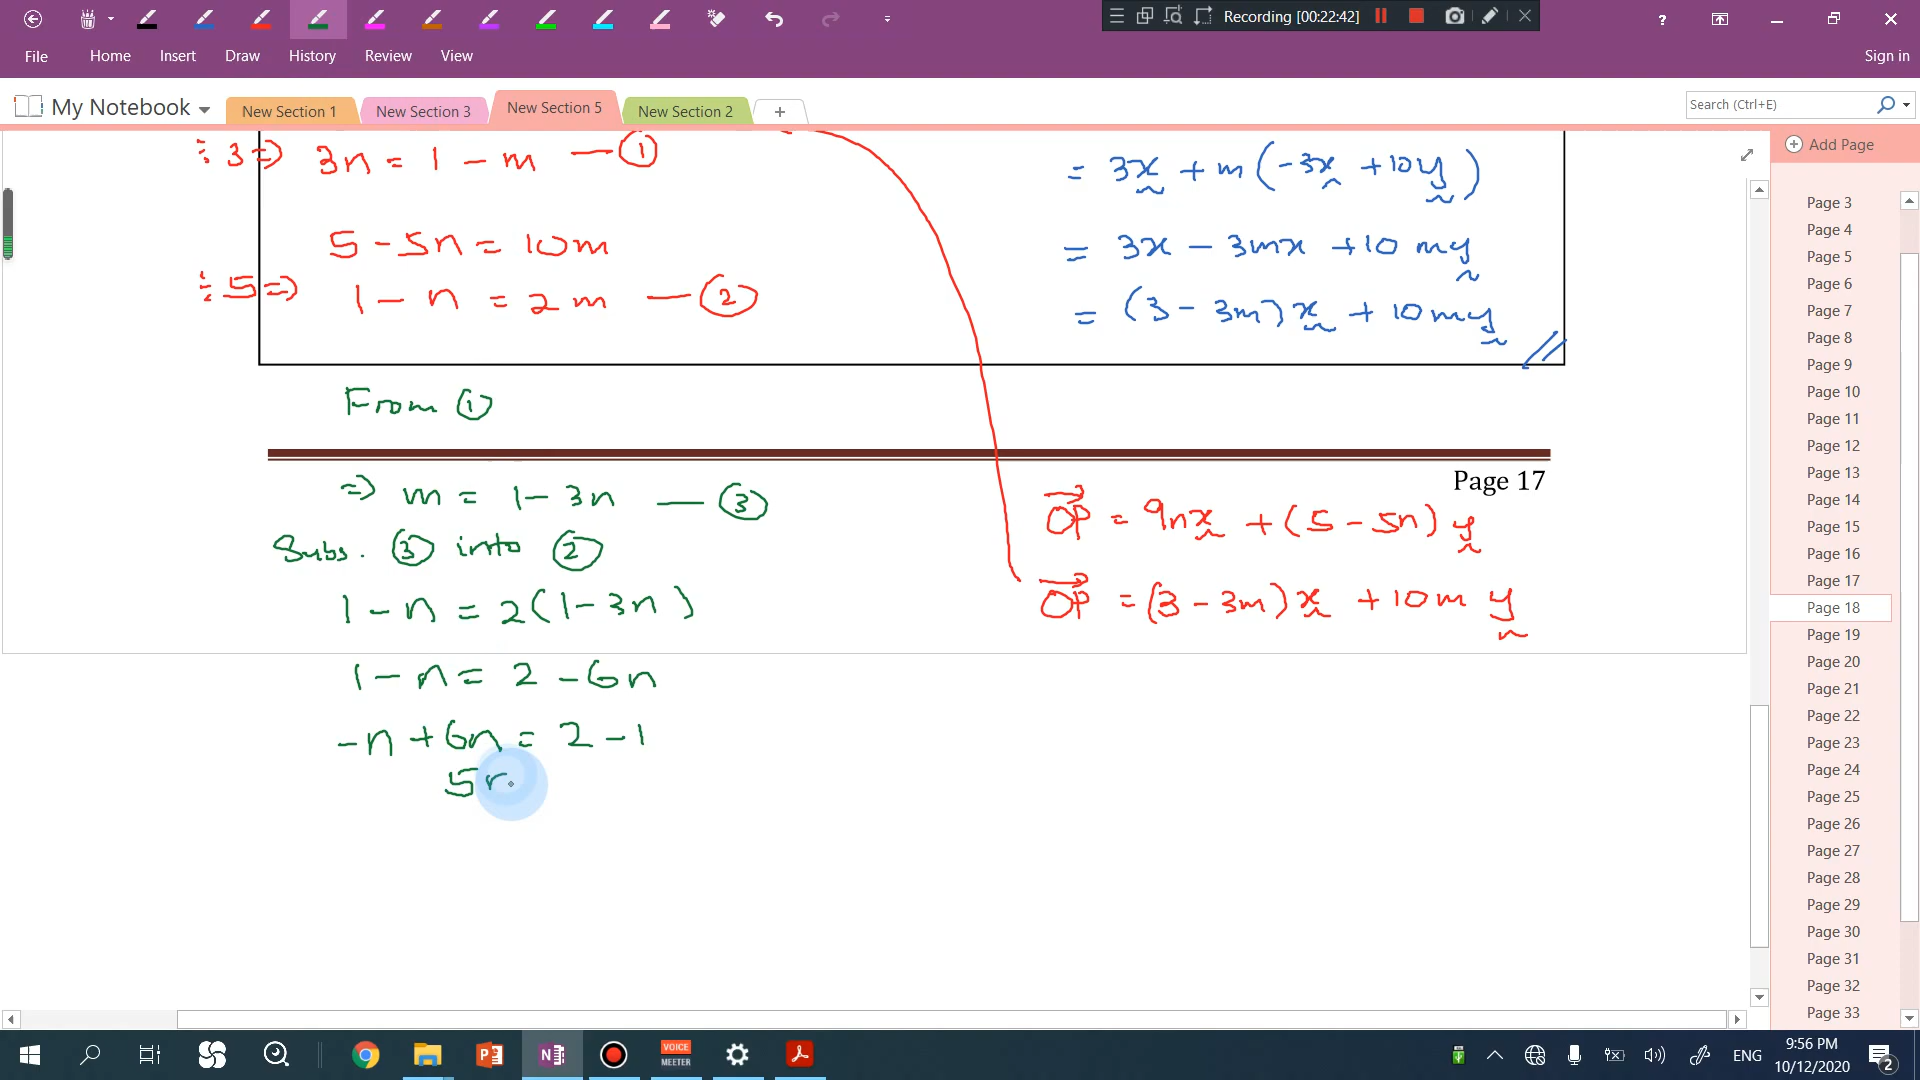 Recording [00:22:42]
File Home Insert Draw History Review View
Sign in
My Notebook New Section 1 New Section 3 New Section 5 New Section 2 +
Search (Ctrl+E)
Add Page
÷3 => 3n = 1 - m — ①
5 - 5n = 10m
÷5 => 1 - n = 2m — ②
= 3x + m(-3x + 10y)
= 3x - 3mx + 10my
= (3 - 3m)x + 10my //
From ①
Page 17
=> m = 1 - 3n — ③
Subs. ③ into ②
1 - n = 2(1 - 3n)
1 - n = 2 - 6n
-n + 6n = 2 - 1
5n
OP = 9nx + (5 - 5n)y
OP = (3 - 3m)x + 10my
Page 3
Page 4
Page 5
Page 6
Page 7
Page 8
Page 9
Page 10
Page 11
Page 12
Page 13
Page 14
Page 15
Page 16
Page 17
Page 18
Page 19
Page 20
Page 21
Page 22
Page 23
Page 24
Page 25
Page 26
Page 27
Page 28
Page 29
Page 30
Page 31
Page 32
Page 33
VOICE
MEETER
ENG
9:56 PM
10/12/2020
2